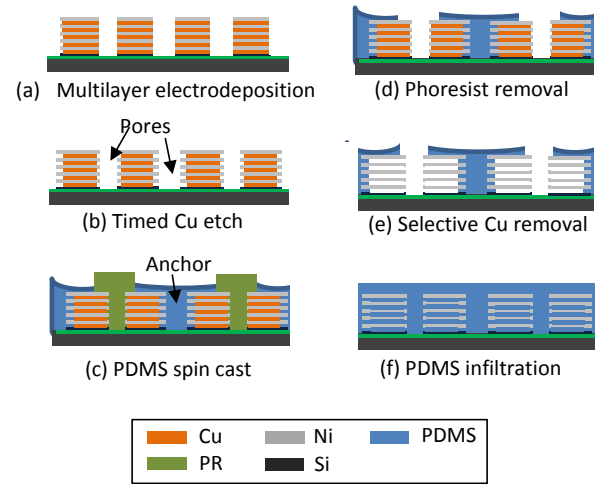 (a) Multilayer electrodeposition
Pores
(b) Timed Cu etch
Anchor
(c) PDMS spin cast
(d) Phoresist removal
(e) Selective Cu removal
(f) PDMS infiltration
Cu
Ni
PDMS
PR
Si